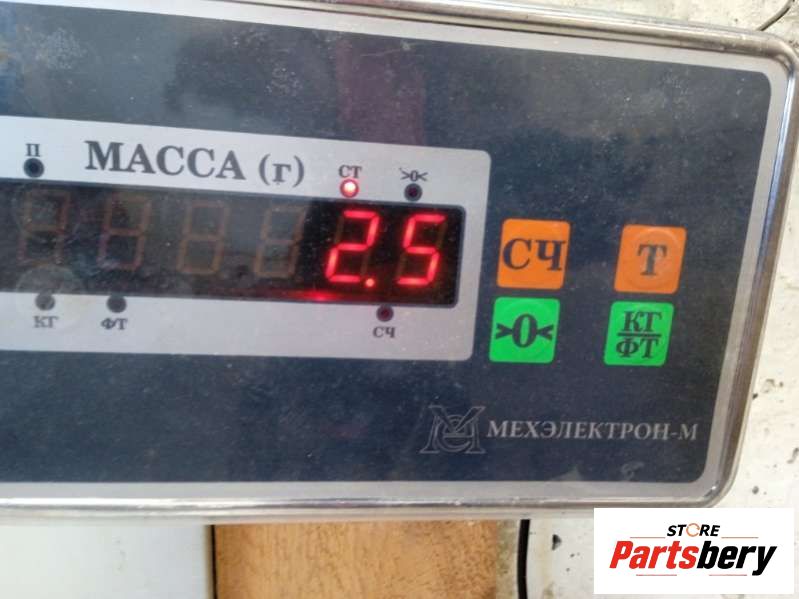 П
МАССА (г)
СТ
>0<
2.5
КГ
ФТ
СЧ
СЧ
Т
>0<
КГ
ФТ
МЕХЭЛЕКТРОН-М
STORE
Partsbery